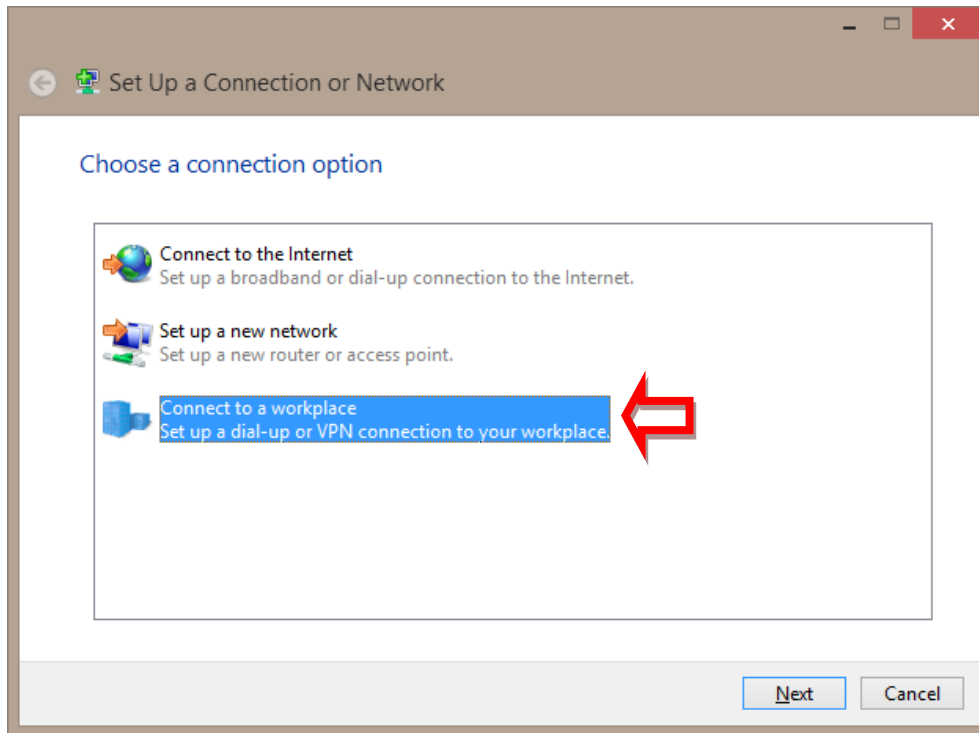 Set Up a Connection or Network
Choose a connection option
Connect to the Internet
Set up a broadband or dial-up connection to the Internet.
Set up a new network
Set up a new router or access point.
Connect to a workplace
Set up a dial-up or VPN connection to your workplace.
Next
Cancel